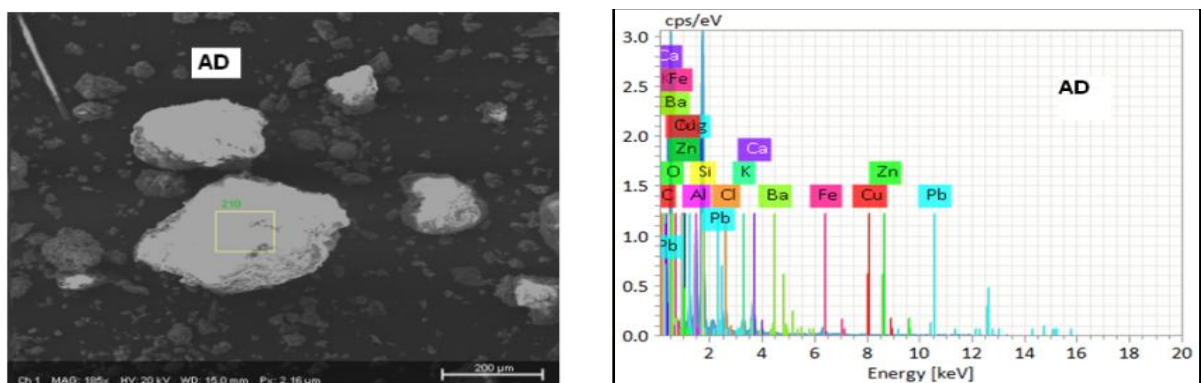 AD
210
200 µm
Ch 1 MAG: 185x HV: 20 kV WD: 15.0 mm Px: 2.16 µm
cps/eV
3.0
2.5
2.0
1.5
1.0
0.5
0.0
Ca
Fe
Ba
Zn
Ca
O Si K Zn
C Al Cl Ba Fe Cu Pb
Pb
Pb
AD
2 4 6 8 10 12 14 16 18 20
Energy [keV]